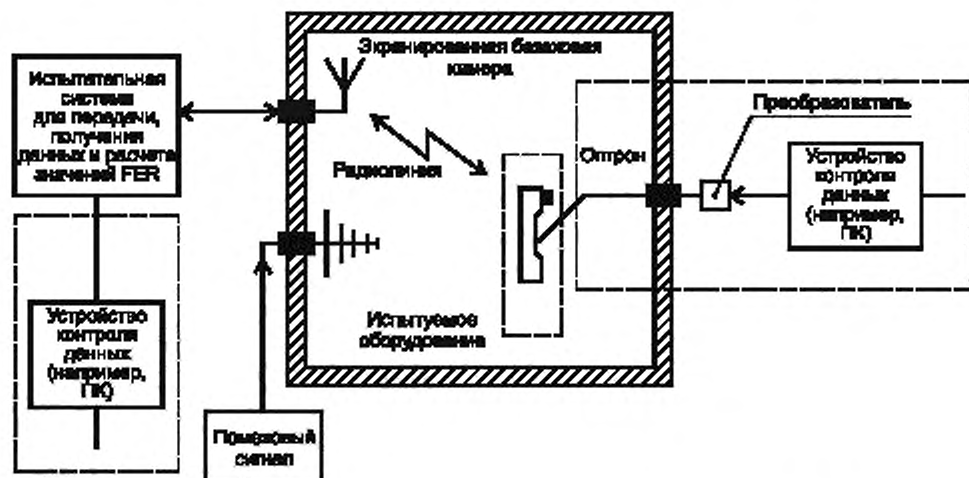 Испытательная
система
для передачи,
получения
данных и расчета
значений FER
Экранированная безэховая
камера
Радиолиния
Оптрон
Преобразователь
Устройство
контроля
данных
(например,
ПК)
Испытуемое
оборудование
Устройство
контроля
данных
(например,
ПК)
Помеховый
сигнал